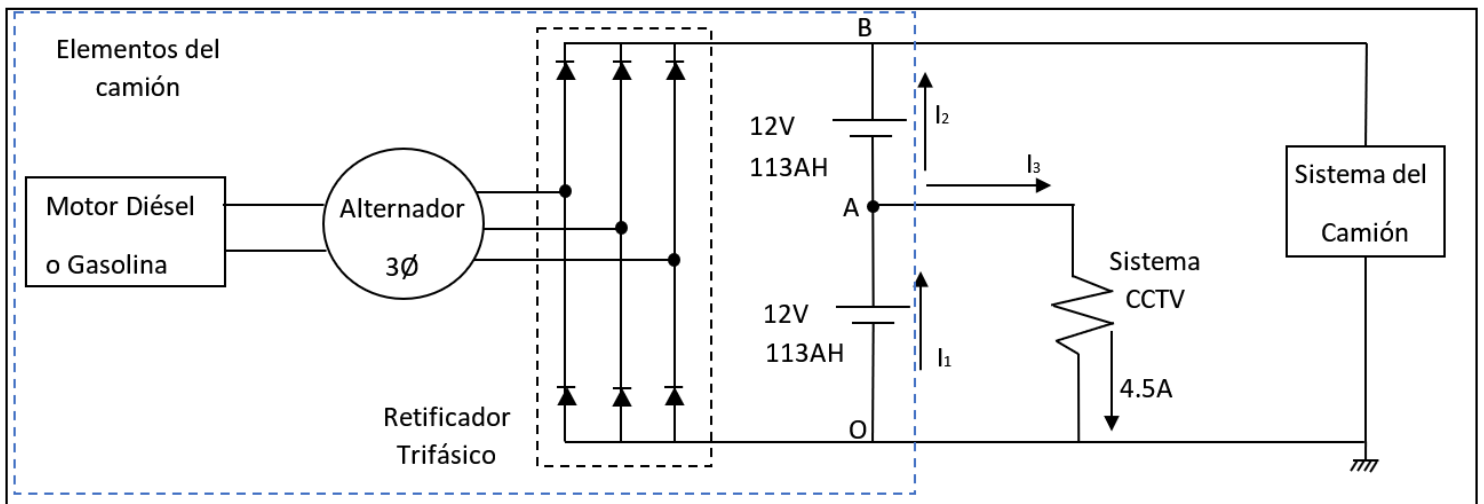 Elementos del
camión
Motor Diésel
o Gasolina
Alternador
3Ø
Retificador
Trifásico
B
12V
113AH
I₂
I₃
A
12V
113AH
I₁
O
Sistema
CCTV
4.5A
Sistema del
Camión